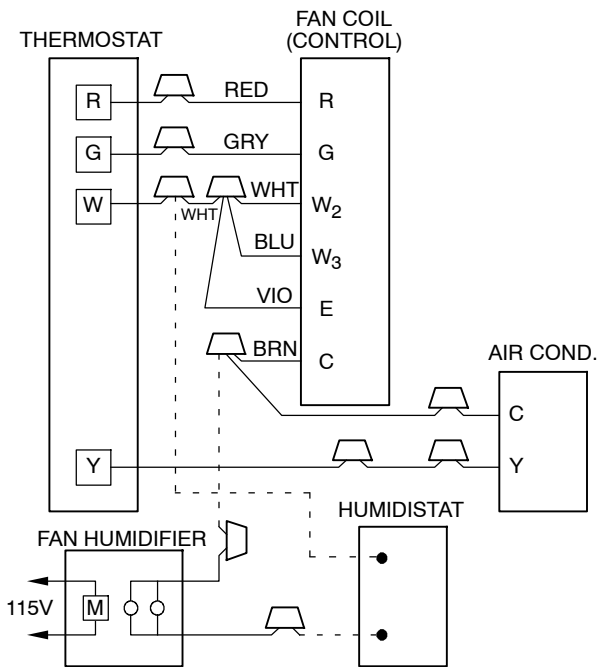 FAN COIL
(CONTROL)
THERMOSTAT
R
RED
R
G
GRY
G
W
WHT
WHT
W2
BLU
W3
VIO
E
BRN
C
AIR COND.
C
Y
Y
HUMIDISTAT
FAN HUMIDIFIER
115V
M